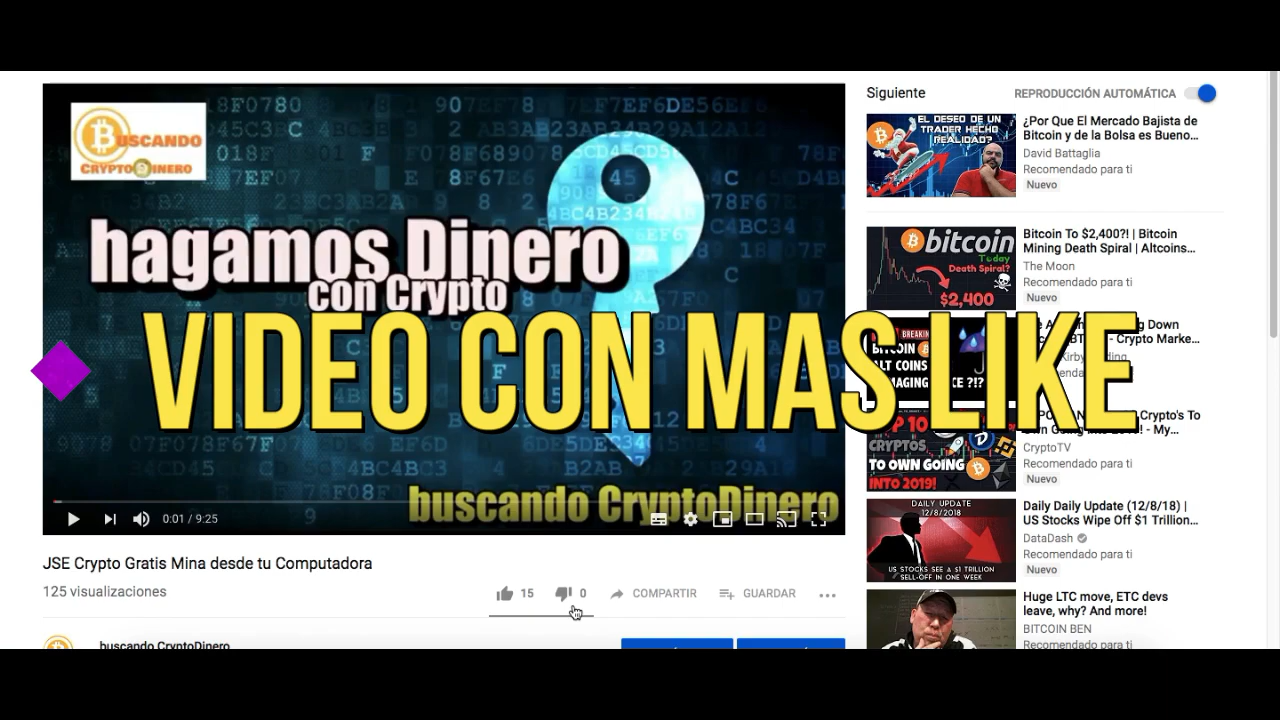 BUSCANDO
CRYPTO DINERO
hagamos Dinero
con Crypto
VIDEO CON MAS LIKE
buscando CryptoDinero
0:01 / 9:25
JSE Crypto Gratis Mina desde tu Computadora
125 visualizaciones
15
0
COMPARTIR
GUARDAR
buscando CryptoDinero
Siguiente
REPRODUCCIÓN AUTOMÁTICA
EL DESEO DE UN
TRADER HECHO
REALIDAD?
¿Por Que El Mercado Bajista de
Bitcoin y de la Bolsa es Bueno...
David Battaglia
Recomendado para ti
Nuevo
bitcoin
Today
Death Spiral?
$2,400
Bitcoin To $2,400?! | Bitcoin
Mining Death Spiral | Altcoins...
The Moon
Recomendado para ti
Nuevo
Down
- Crypto Marke...
Crypto's To
- My...
CRYPTOS
TO OWN GOING
INTO 2019!
CryptoTV
Recomendado para ti
Nuevo
DAILY UPDATE
12/8/2018
US STOCKS SEE A $1 TRILLION
SELL-OFF IN ONE WEEK
Daily Daily Update (12/8/18) |
US Stocks Wipe Off $1 Trillion...
DataDash
Recomendado para ti
Nuevo
Huge LTC move, ETC devs
leave, why? And more!
BITCOIN BEN
Recomendado para ti